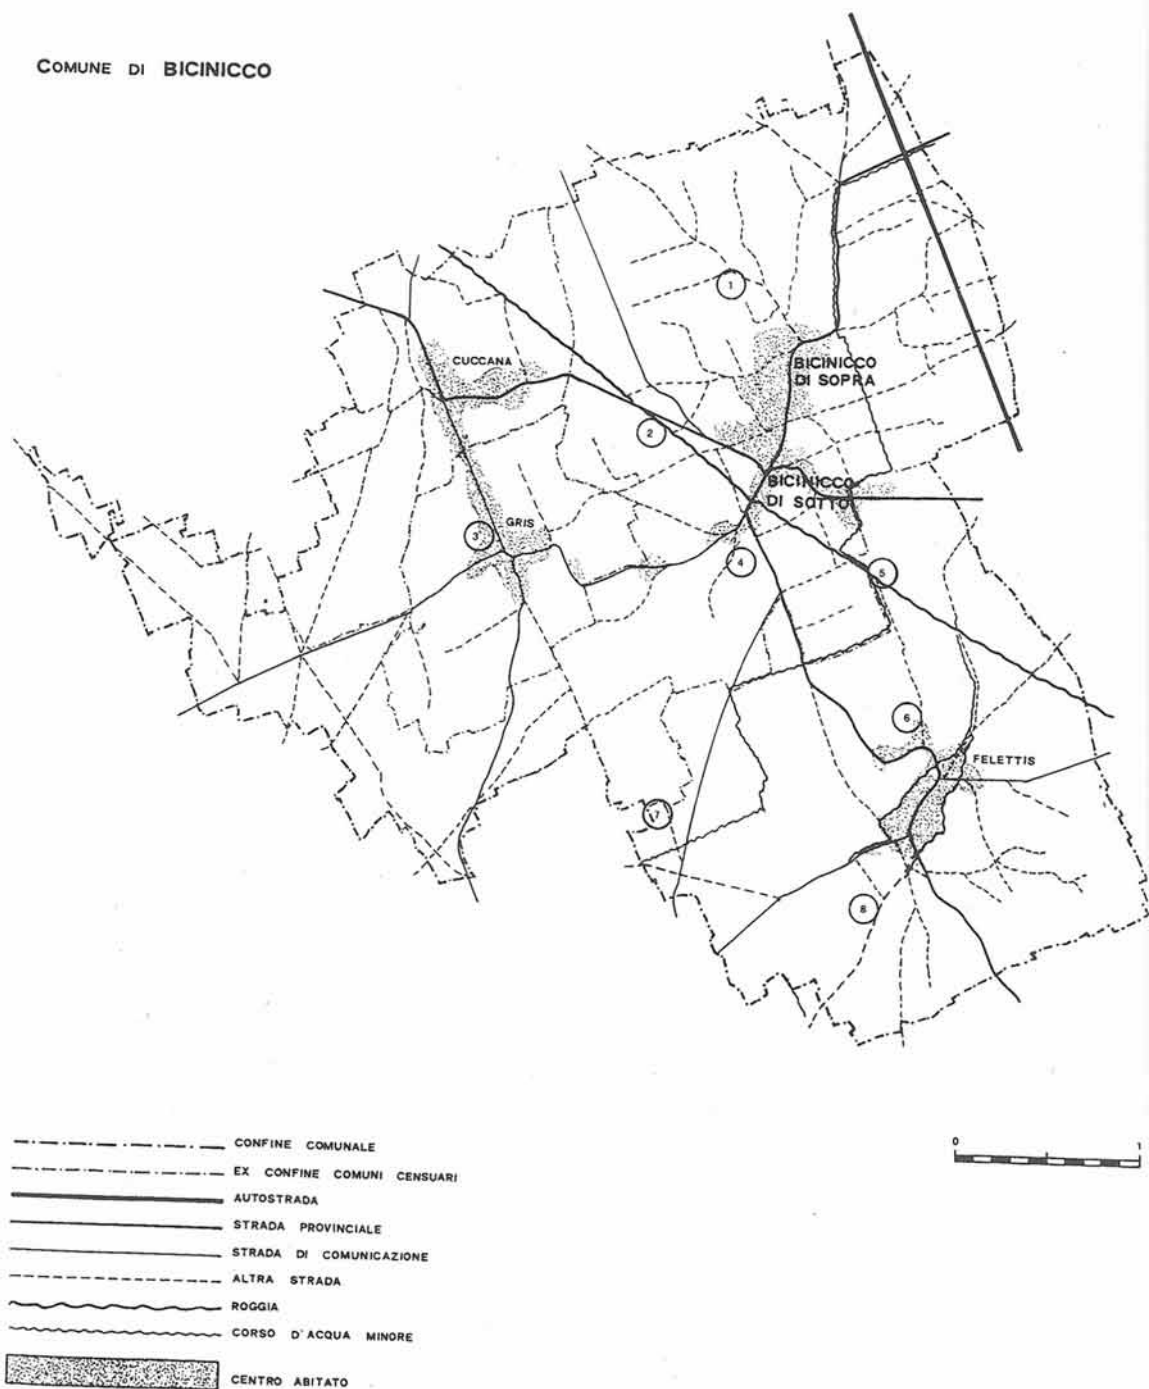 COMUNE DI BICINICCO
1
CUCCANA
BICINICCO
DI SOPRA
2
BICINICCO
DI SOTTO
GRIS
3
4
5
6
FELETTIS
7
8
CONFINE COMUNALE
EX CONFINE COMUNI CENSUARI
AUTOSTRADA
STRADA PROVINCIALE
STRADA DI COMUNICAZIONE
ALTRA STRADA
ROGGIA
CORSO D'ACQUA MINORE
CENTRO ABITATO
0 1